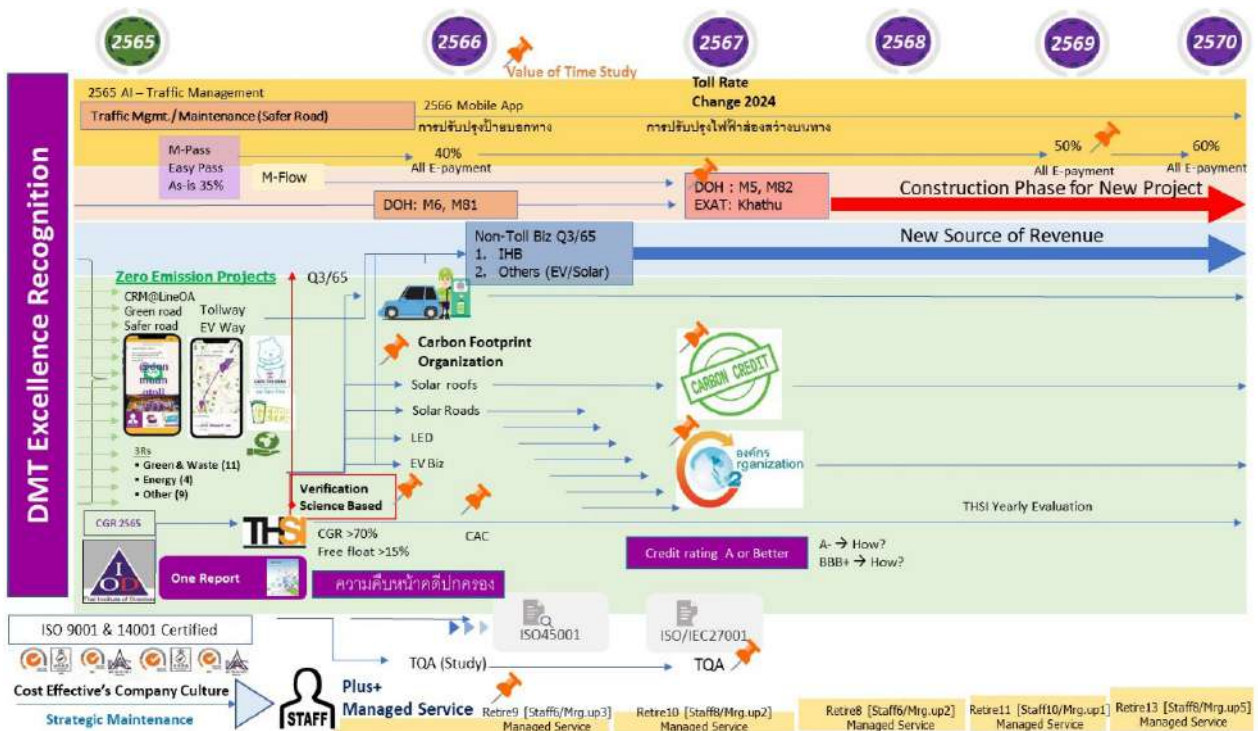 2565
2566
2567
2568
2569
2570
Value of Time Study
DMT Excellence Recognition
2565 AI – Traffic Management
Traffic Mgmt./ Maintenance (Safer Road)
2566 Mobile App
การปรับปรุงป้ายบอกทาง
Toll Rate
Change 2024
การปรับปรุงไฟฟ้าส่องสว่างบนทาง
M-Pass
Easy Pass
As-is 35%
M-Flow
40%
All E-payment
50%
All E-payment
60%
All E-payment
DOH: M6, M81
DOH : M5, M82
EXAT: Khathu
Construction Phase for New Project
Non-Toll Biz Q3/65
1. IHB
2. Others (EV/Solar)
New Source of Revenue
Zero Emission Projects
Q3/65
CRM@LineOA
Green road
Safer road
Tollway
EV Way
Carbon Footprint
Organization
Solar roofs
Solar Roads
LED
EV Biz
CARBON CREDIT
องค์กร
rganization
2
3Rs
▪ Green & Waste (11)
▪ Energy (4)
▪ Other (9)
Verification
Science Based
CGR 2565
THSI
CGR >70%
Free float >15%
CAC
THSI Yearly Evaluation
IOD
One Report
ความคืบหน้าคดีปกครอง
Credit rating A or Better
A- → How?
BBB+ → How?
ISO 9001 & 14001 Certified
ISO45001
ISO/IEC27001
TQA (Study)
TQA
Cost Effective's Company Culture
Strategic Maintenance
STAFF
Plus+
Managed Service
Retire9 [Staff6/Mrg.up3]
Managed Service
Retire10 [Staff8/Mrg.up2]
Managed Service
Retire8 [Staff6/Mrg.up2]
Managed Service
Retire11 [Staff10/Mrg.up1]
Managed Service
Retire13 [Staff8/Mrg.up5]
Managed Service